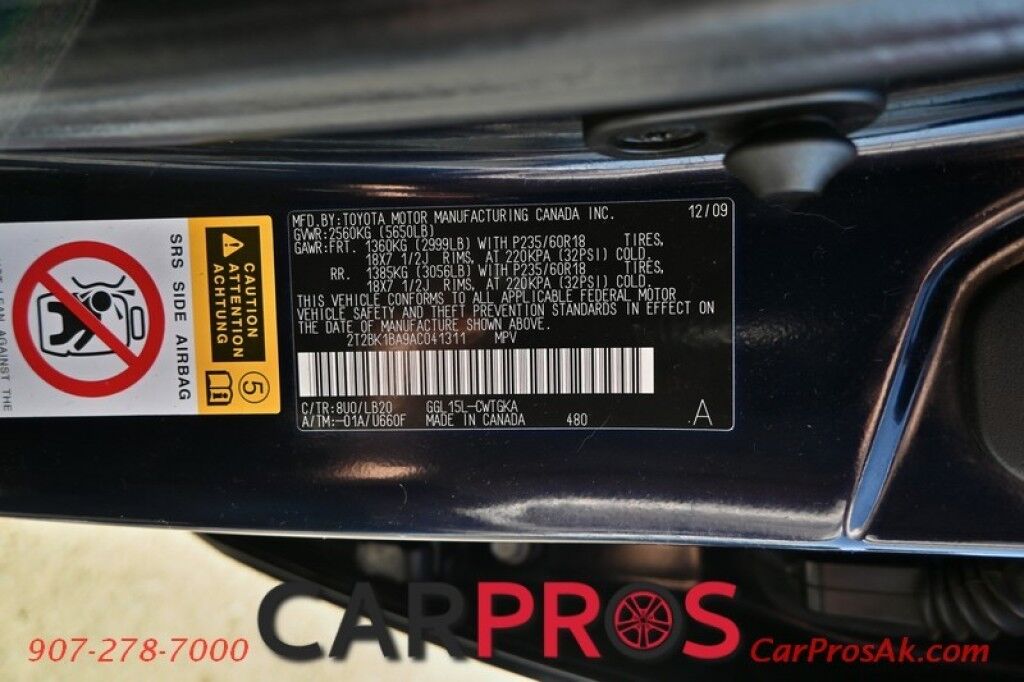 MFD.BY:TOYOTA MOTOR MANUFACTURING CANADA INC. 12/09
GVWR:2560KG (5650LB)
GAWR:FRT. 1360KG (2999LB) WITH P235/60R18 TIRES,
18X7 1/2J RIMS, AT 220KPA (32PSI) COLD.
RR. 1385KG (3056LB) WITH P235/60R18 TIRES,
18X7 1/2J RIMS, AT 220KPA (32PSI) COLD.
THIS VEHICLE CONFORMS TO ALL APPLICABLE FEDERAL MOTOR
VEHICLE SAFETY AND THEFT PREVENTION STANDARDS IN EFFECT ON
THE DATE OF MANUFACTURE SHOWN ABOVE.
2T2BK1BA9AC041311 MPV
C/TR:8U0/LB20 GGL15L-CWTGKA
A/TM:-01A/U660F MADE IN CANADA 480 A
CAUTION
ATTENTION
ACHTUNG
5
SRS SIDE AIRBAG
LEAN AGAINST THE
CARPROS
907-278-7000
CarProsAk.com